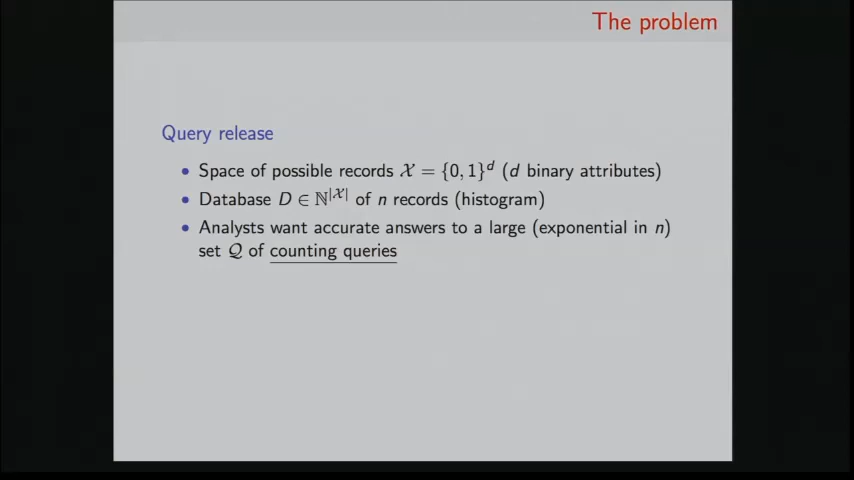 The problem
Query release
• Space of possible records 𝒳 = {0, 1}ᵈ (d binary attributes)
• Database D ∈ ℕ^|𝒳| of n records (histogram)
• Analysts want accurate answers to a large (exponential in n)
set 𝒬 of counting queries